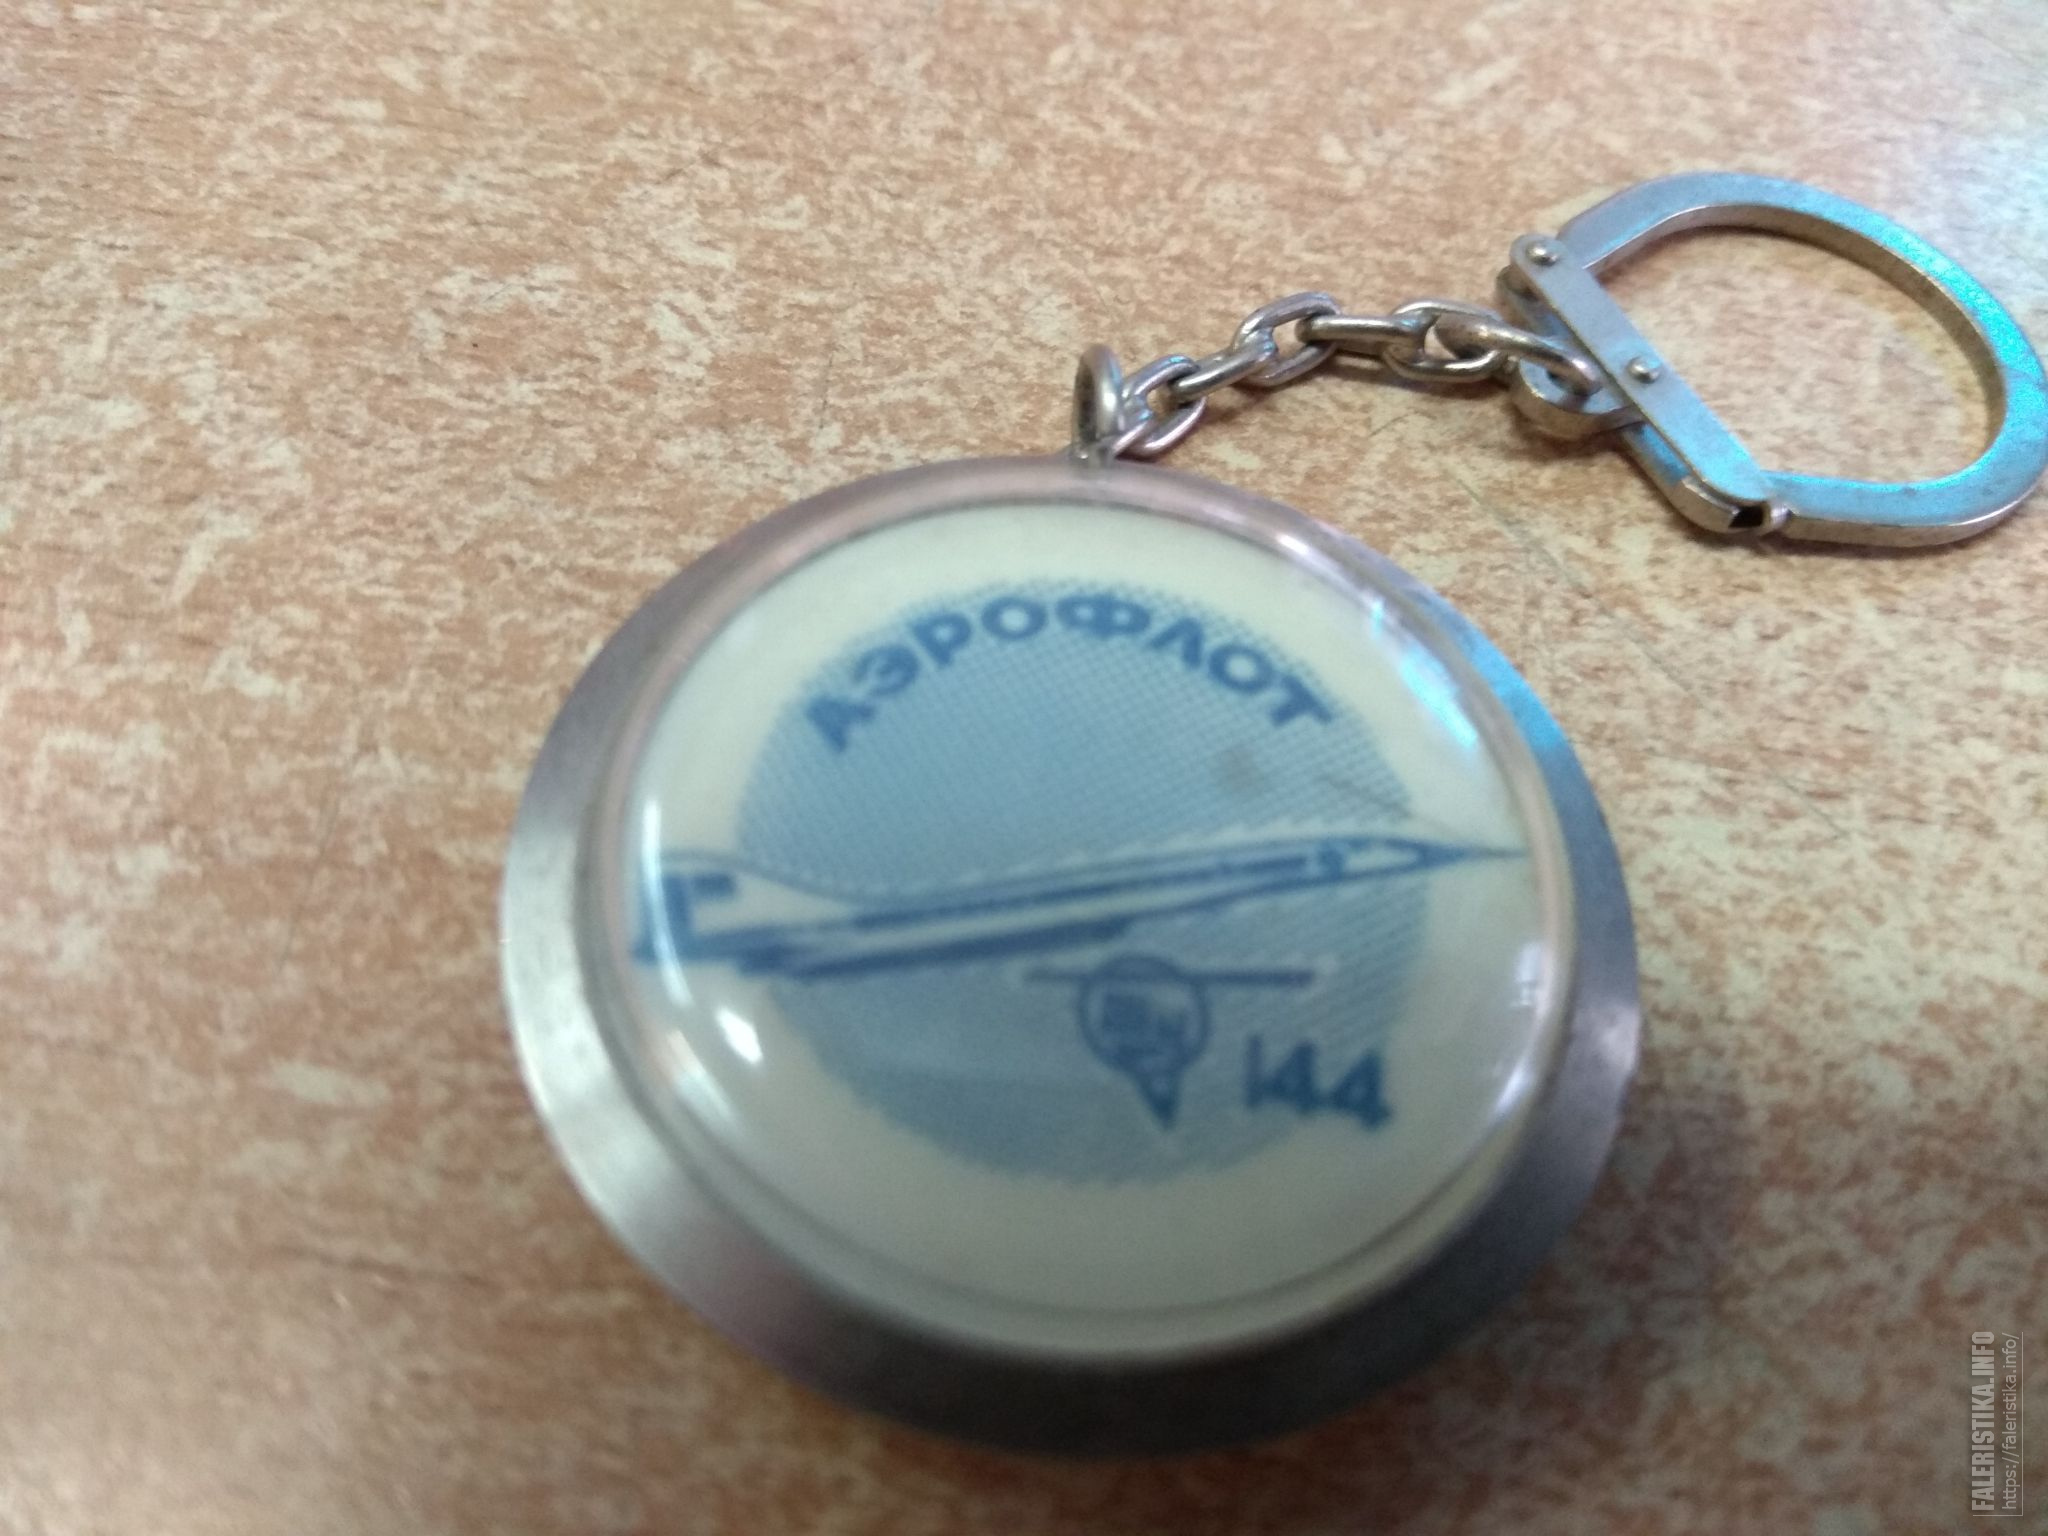 АЭРОФЛОТ
144
FALERISTIKA.INFO
https://faleristika.info/